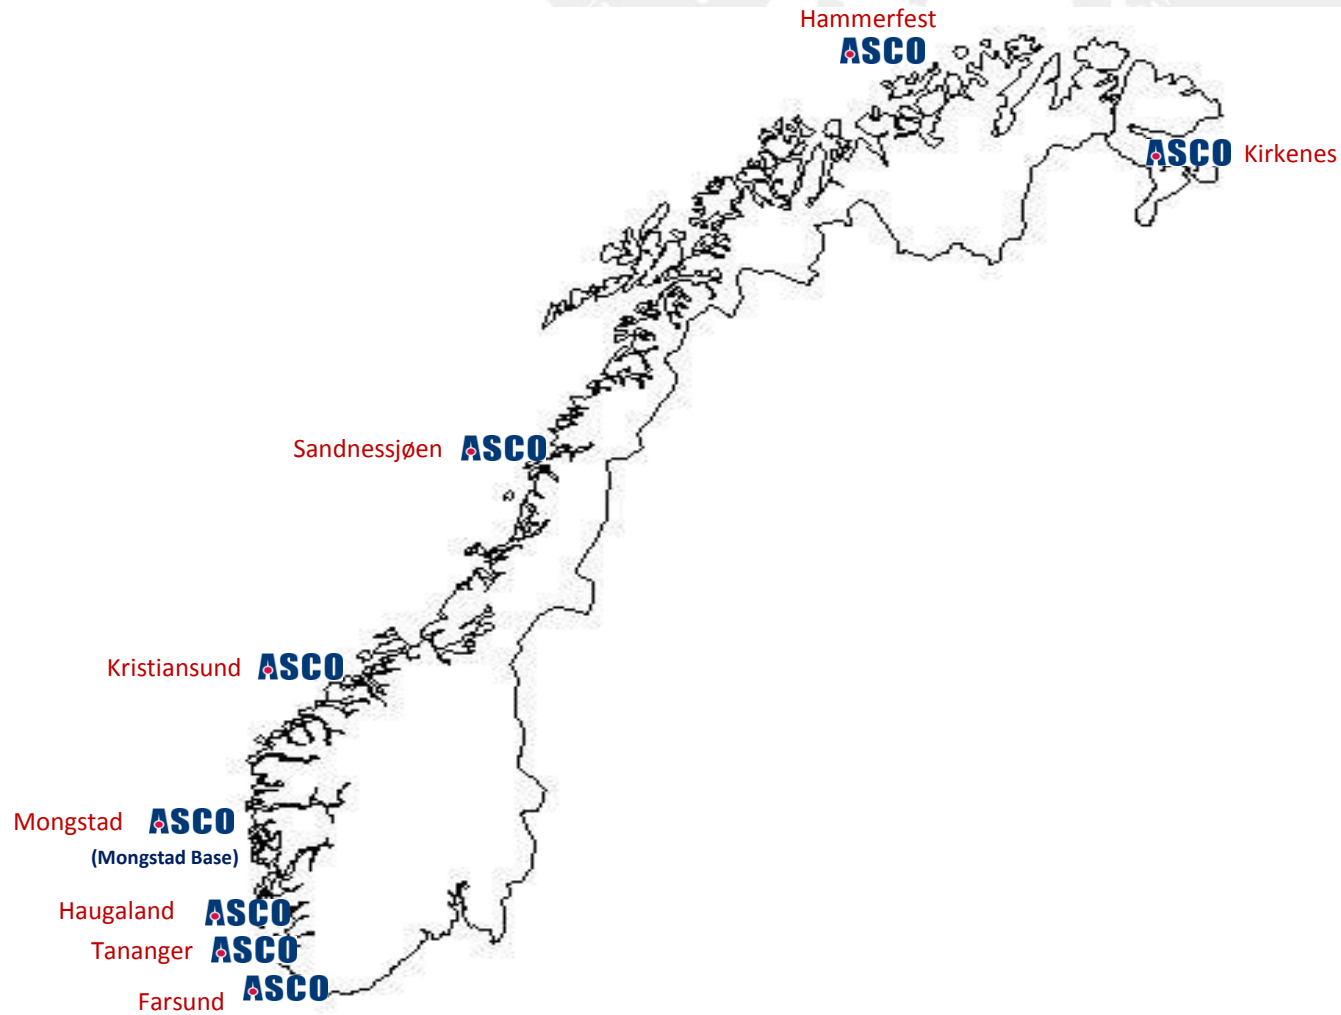 Hammerfest
ASCO
ASCO Kirkenes
Sandnessjøen ASCO
Kristiansund ASCO
Mongstad ASCO
(Mongstad Base)
Haugaland ASCO
Tananger ASCO
ASCO
Farsund